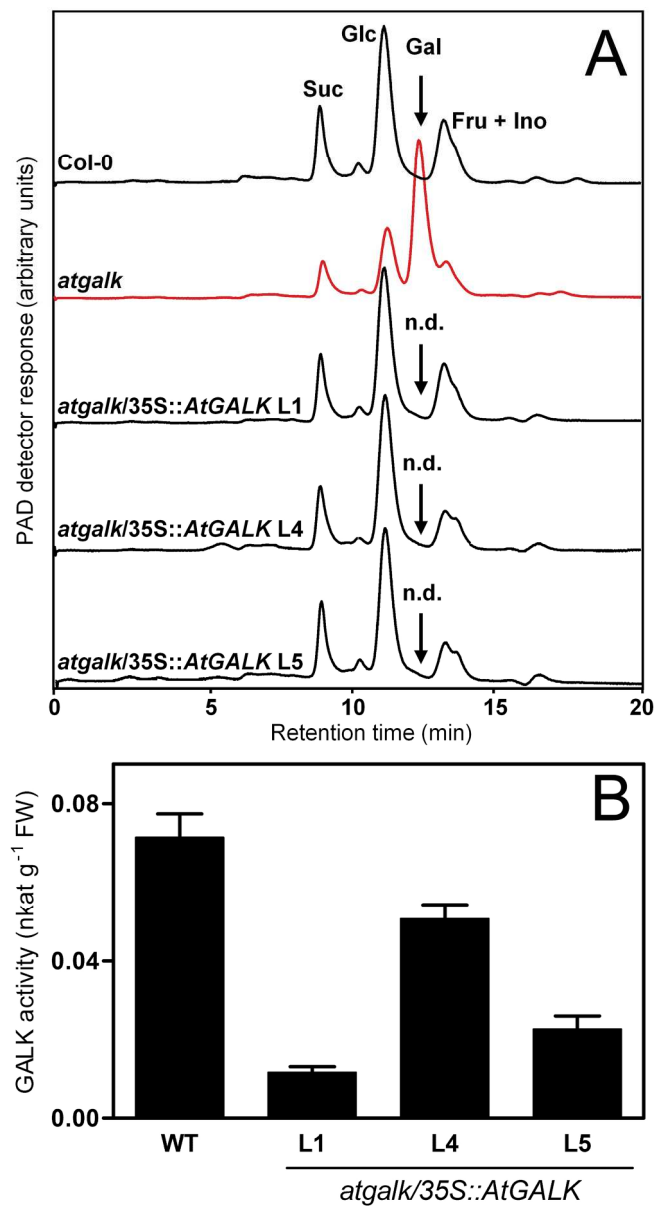 A
Glc
Gal
Suc
Fru + Ino
Col-0
atgalk
n.d.
atgalk/35S::AtGALK L1
n.d.
atgalk/35S::AtGALK L4
n.d.
atgalk/35S::AtGALK L5
PAD detector response (arbitrary units)
0 5 10 15 20
Retention time (min)
B
0.08
0.04
0.00
GALK activity (nkat g⁻¹ FW)
WT L1 L4 L5
atgalk/35S::AtGALK